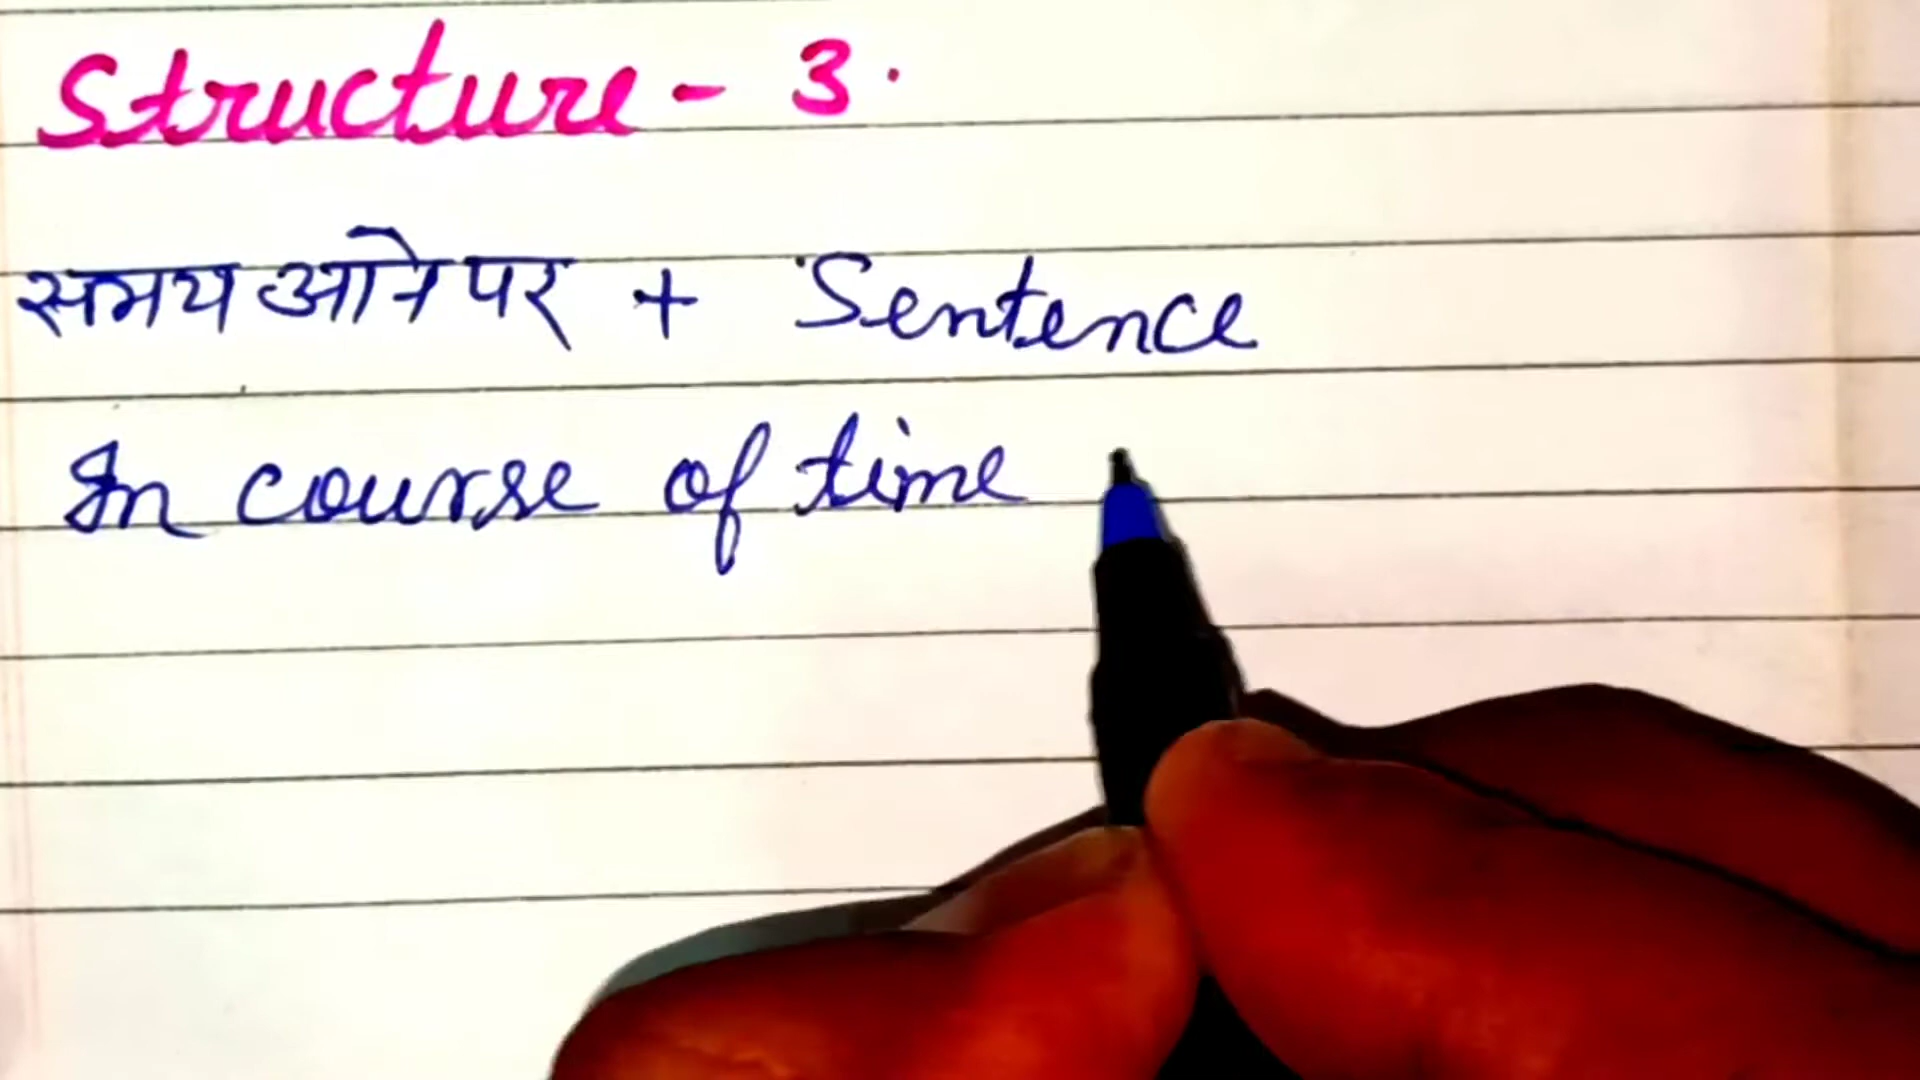 Structure - 3.
समय आने पर + Sentence
In course of time